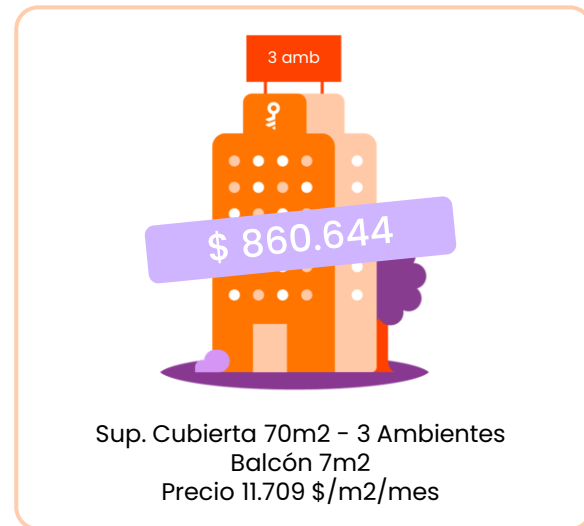 3 amb
$ 860.644
Sup. Cubierta 70m2 - 3 Ambientes
Balcón 7m2
Precio 11.709 $/m2/mes